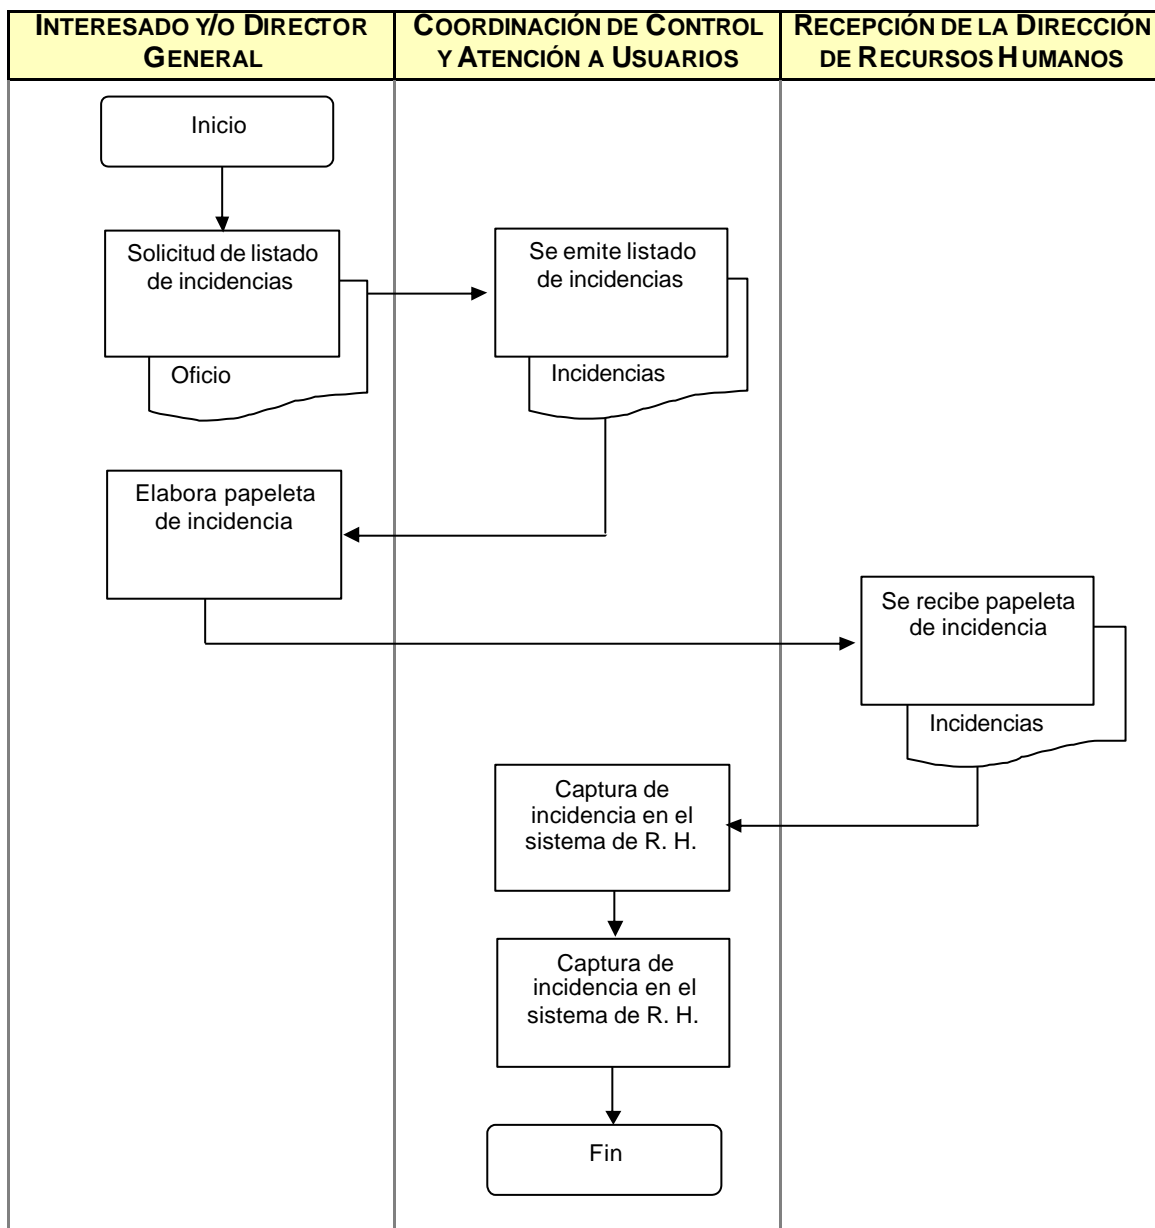 INTERESADO Y/O DIRECTOR
GENERAL
COORDINACIÓN DE CONTROL
Y ATENCIÓN A USUARIOS
RECEPCIÓN DE LA DIRECCIÓN
DE RECURSOS HUMANOS
Inicio
Solicitud de listado
de incidencias
Oficio
Se emite listado
de incidencias
Incidencias
Elabora papeleta
de incidencia
Se recibe papeleta
de incidencia
Incidencias
Captura de
incidencia en el
sistema de R. H.
Captura de
incidencia en el
sistema de R. H.
Fin